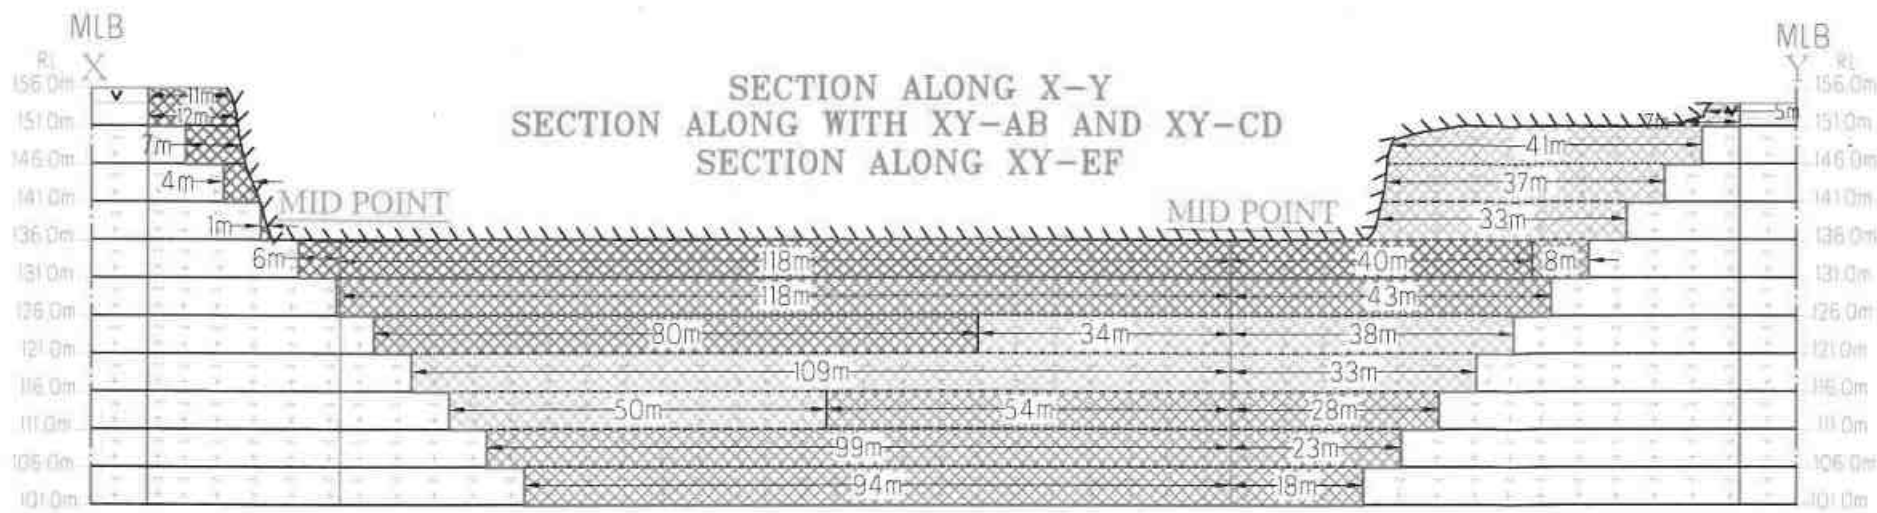 MLB
MLB
X
Y
RL
RL
156.0m
11m
SECTION ALONG X-Y
156.0m
12m
5m
151.0m
SECTION ALONG WITH XY-AB AND XY-CD
151.0m
7m
SECTION ALONG XY-EF
41m
146.0m
146.0m
4m
37m
141.0m
MID POINT
MID POINT
141.0m
1m
33m
136.0m
136.0m
6m
118m
40m
18m
131.0m
131.0m
118m
43m
126.0m
126.0m
80m
34m
38m
121.0m
121.0m
109m
33m
116.0m
116.0m
50m
54m
28m
111.0m
111.0m
99m
23m
106.0m
106.0m
94m
18m
101.0m
101.0m